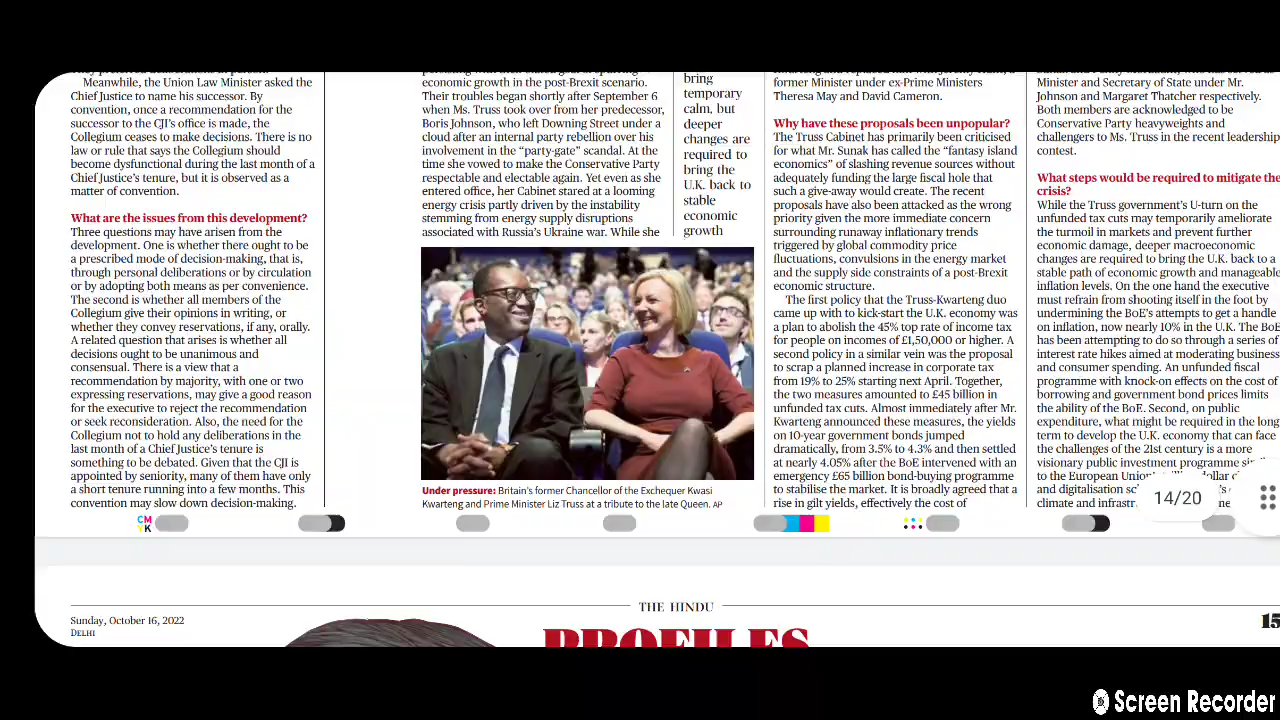 Meanwhile, the Union Law Minister asked the
Chief Justice to name his successor. By
convention, once a recommendation for the
successor to the CJI's office is made, the
Collegium ceases to make decisions. There is no
law or rule that says the Collegium should
become dysfunctional during the last month of a
Chief Justice's tenure, but it is observed as a
matter of convention.
What are the issues from this development?
Three questions may have arisen from the
development. One is whether there ought to be
a prescribed mode of decision-making, that is,
through personal deliberations or by circulation
or by adopting both means as per convenience.
The second is whether all members of the
Collegium give their opinions in writing, or
whether they convey reservations, if any, orally.
A related question that arises is whether all
decisions ought to be unanimous and
consensual. There is a view that a
recommendation by majority, with one or two
expressing reservations, may give a good reason
for the executive to reject the recommendation
or seek reconsideration. Also, the need for the
Collegium not to hold any deliberations in the
last month of a Chief Justice's tenure is
something to be debated. Given that the CJI is
appointed by seniority, many of them have only
a short tenure running into a few months. This
convention may slow down decision-making.
economic growth in the post-Brexit scenario.
Their troubles began shortly after September 6
when Ms. Truss took over from her predecessor,
Boris Johnson, who left Downing Street under a
cloud after an internal party rebellion over his
involvement in the "party-gate" scandal. At the
time she vowed to make the Conservative Party
respectable and electable again. Yet even as she
entered office, her Cabinet stared at a looming
energy crisis partly driven by the instability
stemming from energy supply disruptions
associated with Russia's Ukraine war. While she
bring
temporary
calm, but
deeper
changes are
required to
bring the
U.K. back to
stable
economic
growth
Under pressure: Britain's former Chancellor of the Exchequer Kwasi
Kwarteng and Prime Minister Liz Truss at a tribute to the late Queen. AP
former Minister under ex-Prime Ministers
Theresa May and David Cameron.
Why have these proposals been unpopular?
The Truss Cabinet has primarily been criticised
for what Mr. Sunak has called the "fantasy island
economics" of slashing revenue sources without
adequately funding the large fiscal hole that
such a give-away would create. The recent
proposals have also been attacked as the wrong
priority given the more immediate concern
surrounding runaway inflationary trends
triggered by global commodity price
fluctuations, convulsions in the energy market
and the supply side constraints of a post-Brexit
economic structure.
The first policy that the Truss-Kwarteng duo
came up with to kick-start the U.K. economy was
a plan to abolish the 45% top rate of income tax
for people on incomes of £1,50,000 or higher. A
second policy in a similar vein was the proposal
to scrap a planned increase in corporate tax
from 19% to 25% starting next April. Together,
the two measures amounted to £45 billion in
unfunded tax cuts. Almost immediately after Mr.
Kwarteng announced these measures, the yields
on 10-year government bonds jumped
dramatically, from 3.5% to 4.3% and then settled
at nearly 4.05% after the BoE intervened with an
emergency £65 billion bond-buying programme
to stabilise the market. It is broadly agreed that a
rise in gilt yields, effectively the cost of
Minister and Secretary of State under Mr.
Johnson and Margaret Thatcher respectively.
Both members are acknowledged to be
Conservative Party heavyweights and
challengers to Ms. Truss in the recent leadership
contest.
What steps would be required to mitigate the
crisis?
While the Truss government's U-turn on the
unfunded tax cuts may temporarily ameliorate
the turmoil in markets and prevent further
economic damage, deeper macroeconomic
changes are required to bring the U.K. back to a
stable path of economic growth and manageable
inflation levels. On the one hand the executive
must refrain from shooting itself in the foot by
undermining the BoE's attempts to get a handle
on inflation, now nearly 10% in the U.K. The BoE
has been attempting to do so through a series of
interest rate hikes aimed at moderating business
and consumer spending. An unfunded fiscal
programme with knock-on effects on the cost of
borrowing and government bond prices limits
the ability of the BoE. Second, on public
expenditure, what might be required in the long
term to develop the U.K. economy that can face
the challenges of the 21st century is a more
visionary public investment programme
to the European
and digitalisation
climate and
14/20
CM
YK
THE HINDU
Sunday, October 16, 2022
DELHI
15
PROFILES
Screen Recorder